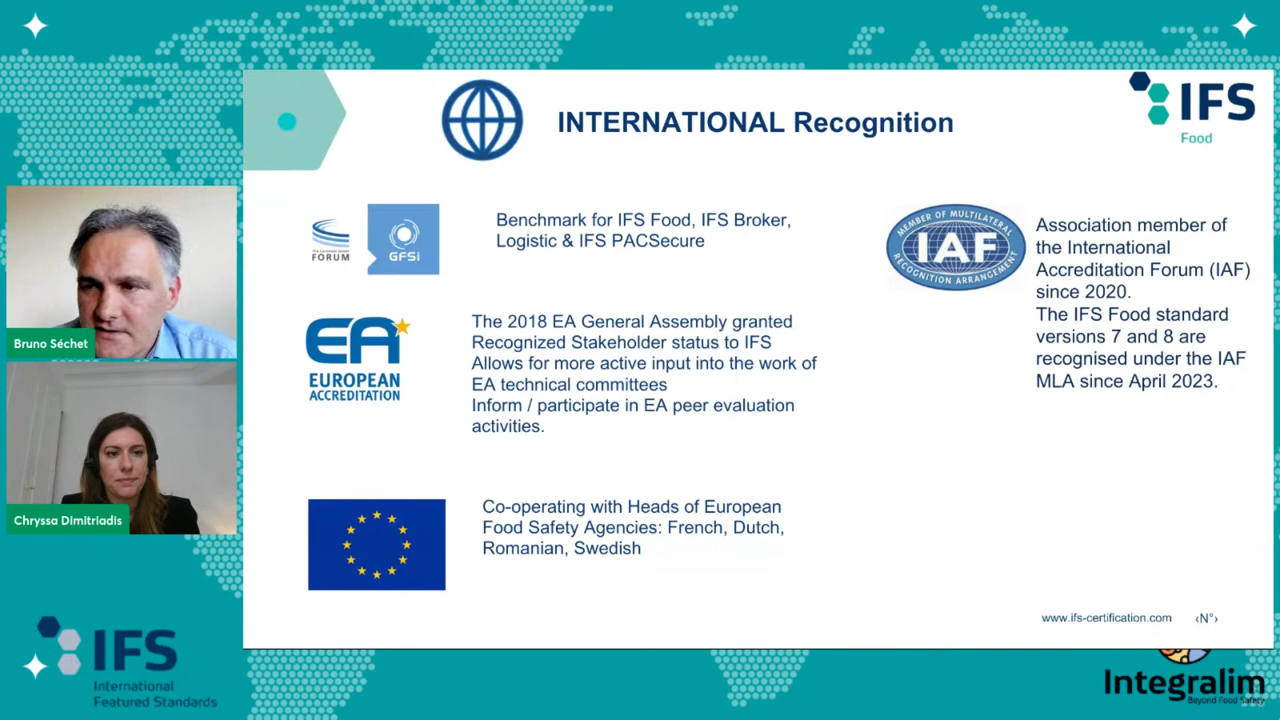 INTERNATIONAL Recognition
IFS
Food
FORUM
GFSi
Benchmark for IFS Food, IFS Broker,
Logistic & IFS PACSecure
MEMBER OF MULTILATERAL
IAF
RECOGNITION ARRANGEMENT
Association member of
the International
Accreditation Forum (IAF)
since 2020.
The IFS Food standard
versions 7 and 8 are
recognised under the IAF
MLA since April 2023.
EA
EUROPEAN
ACCREDITATION
The 2018 EA General Assembly granted
Recognized Stakeholder status to IFS
Allows for more active input into the work of
EA technical committees
Inform / participate in EA peer evaluation
activities.
Co-operating with Heads of European
Food Safety Agencies: French, Dutch,
Romanian, Swedish
www.ifs-certification.com
‹N°›
Bruno Séchet
Chryssa Dimitriadis
IFS
International
Featured Standards
Integralim
Beyond Food Safety